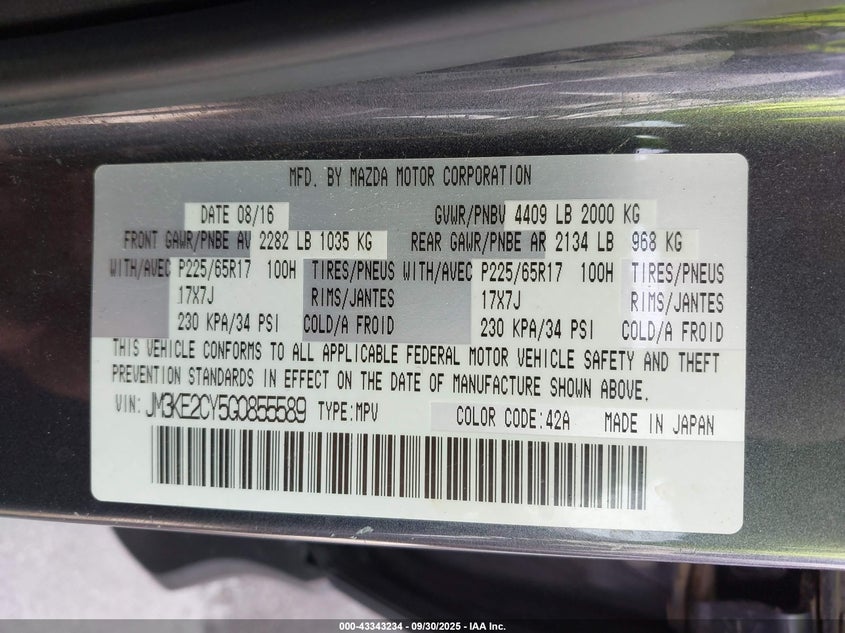 MFD. BY MAZDA MOTOR CORPORATION
DATE 08/16 GVWR/PNBV 4409 LB 2000 KG
FRONT GAWR/PNBE AV 2282 LB 1035 KG REAR GAWR/PNBE AR 2134 LB 968 KG
WITH/AVEC P225/65R17 100H TIRES/PNEUS WITH/AVEC P225/65R17 100H TIRES/PNEUS
17X7J RIMS/JANTES 17X7J RIMS/JANTES
230 KPA/34 PSI COLD/A FROID 230 KPA/34 PSI COLD/A FROID
THIS VEHICLE CONFORMS TO ALL APPLICABLE FEDERAL MOTOR VEHICLE SAFETY AND THEFT
PREVENTION STANDARDS IN EFFECT ON THE DATE OF MANUFACTURE SHOWN ABOVE.
VIN: JM3KE2CY5G0855589 TYPE:MPV COLOR CODE:42A MADE IN JAPAN
000-43343234 - 09/30/2025 - IAA Inc.